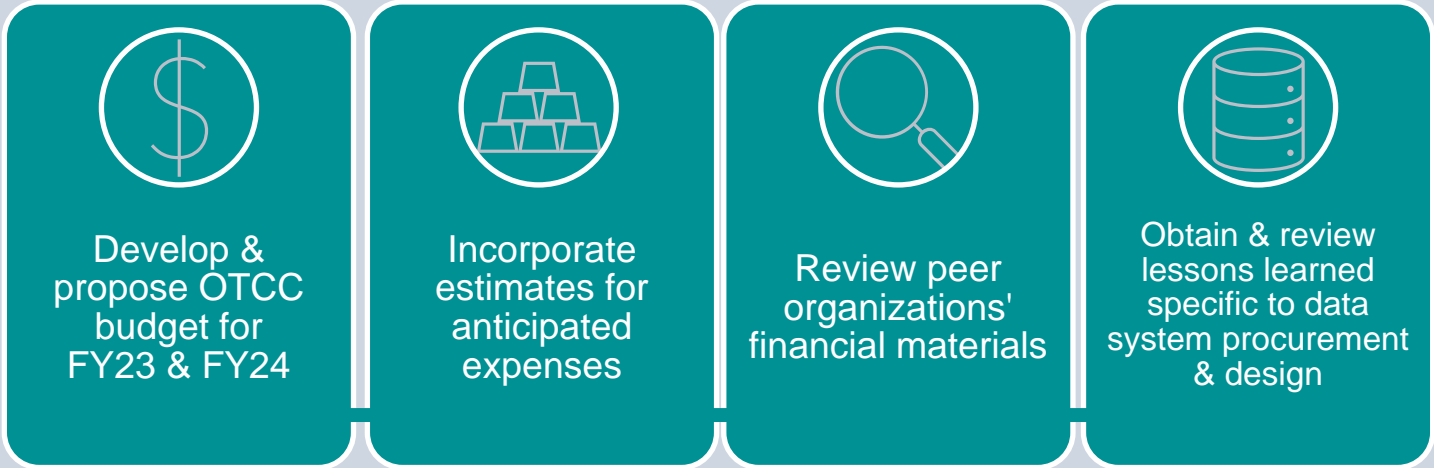 Develop &
propose OTCC
budget for
FY23 & FY24
Incorporate
estimates for
anticipated
expenses
Review peer
organizations'
financial materials
Obtain & review
lessons learned
specific to data
system procurement
& design